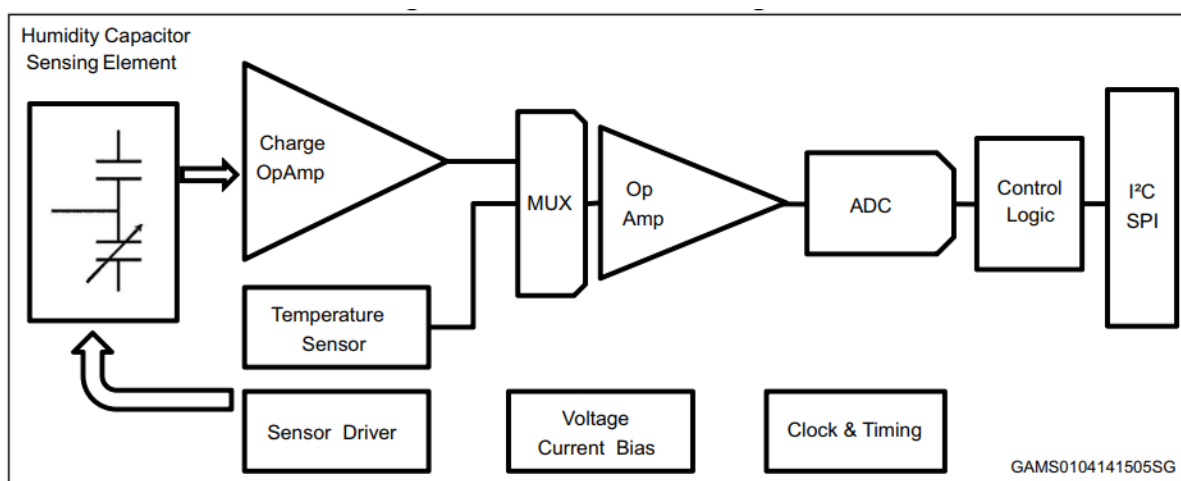 Humidity Capacitor
Sensing Element
Charge
OpAmp
MUX
Op
Amp
ADC
Control
Logic
I²C
SPI
Temperature
Sensor
Sensor Driver
Voltage
Current Bias
Clock & Timing
GAMS0104141505SG